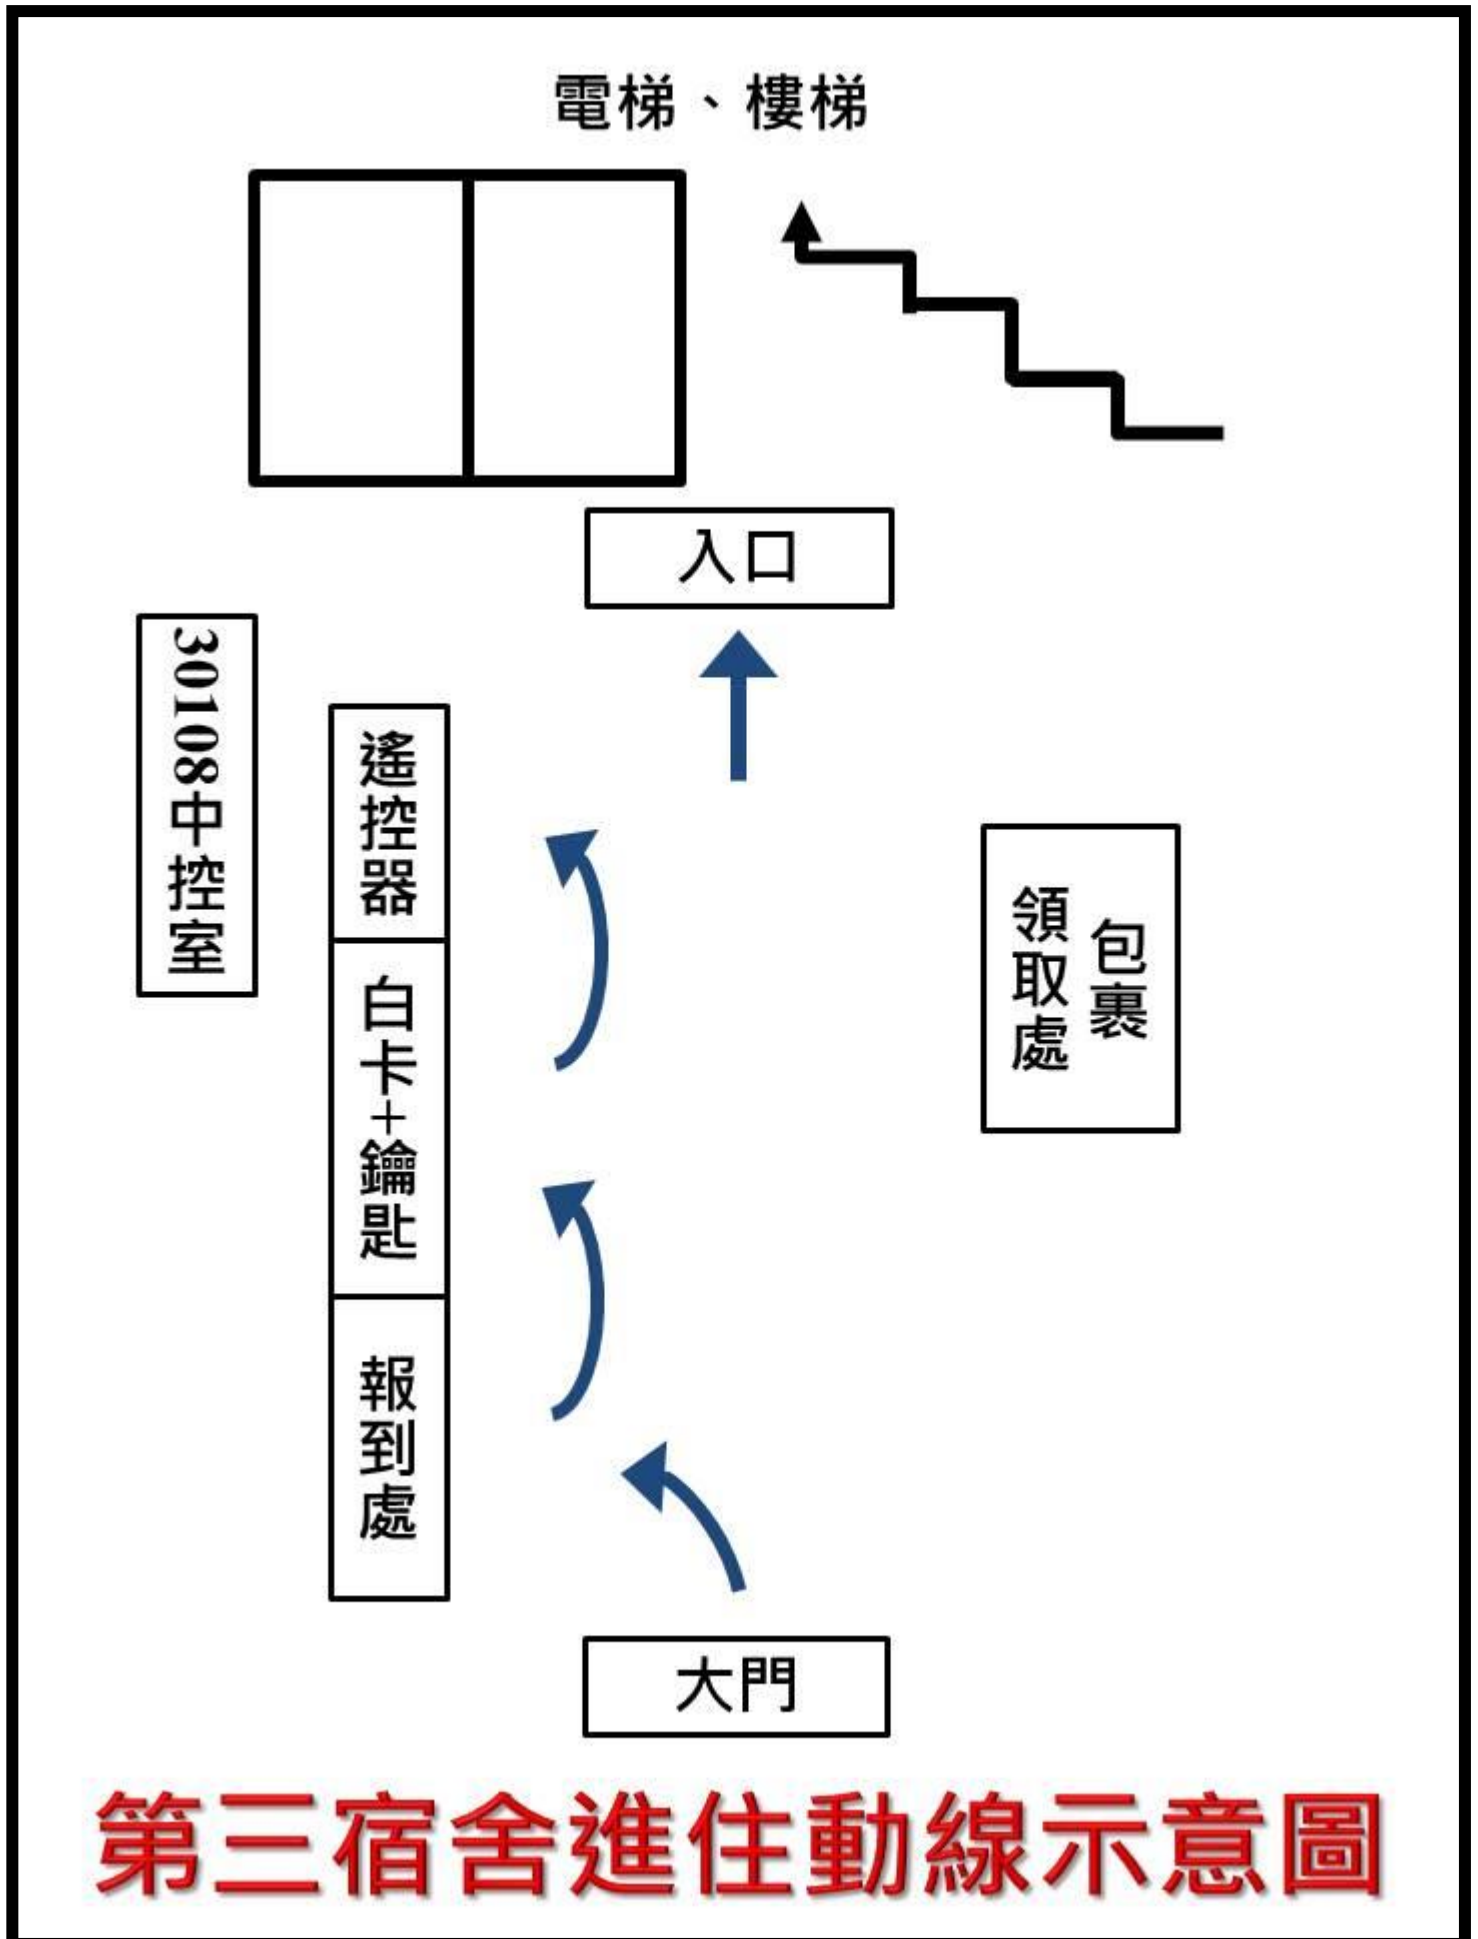 電梯、樓梯
入口
30108中控室
遙控器
白卡+鑰匙
報到處
包裹
領取處
大門
第三宿舍進住動線示意圖